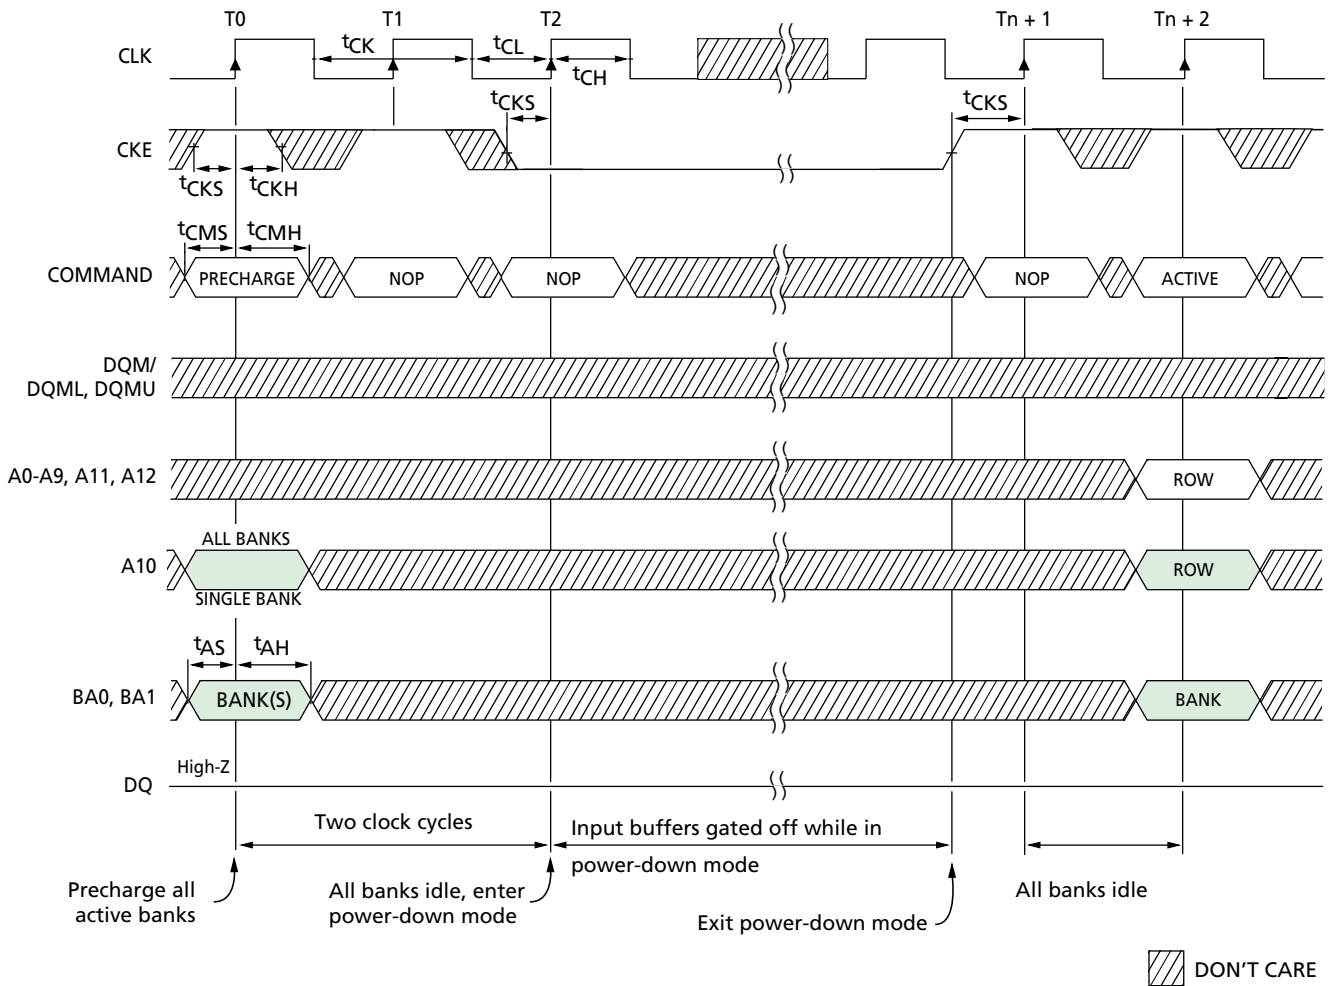 T0 T1 T2 Tn + 1 Tn + 2
CLK
tCK tCL
tCH
tCKS tCKS
CKE
tCKS tCKH
tCMS tCMH
COMMAND PRECHARGE NOP NOP NOP ACTIVE
DQM/
DQML, DQMU
A0-A9, A11, A12 ROW
ALL BANKS
A10 ROW
SINGLE BANK
tAS tAH
BA0, BA1 BANK(S) BANK
High-Z
DQ
Two clock cycles
Input buffers gated off while in
power-down mode
Precharge all
active banks
All banks idle, enter
power-down mode
Exit power-down mode
All banks idle
DON'T CARE